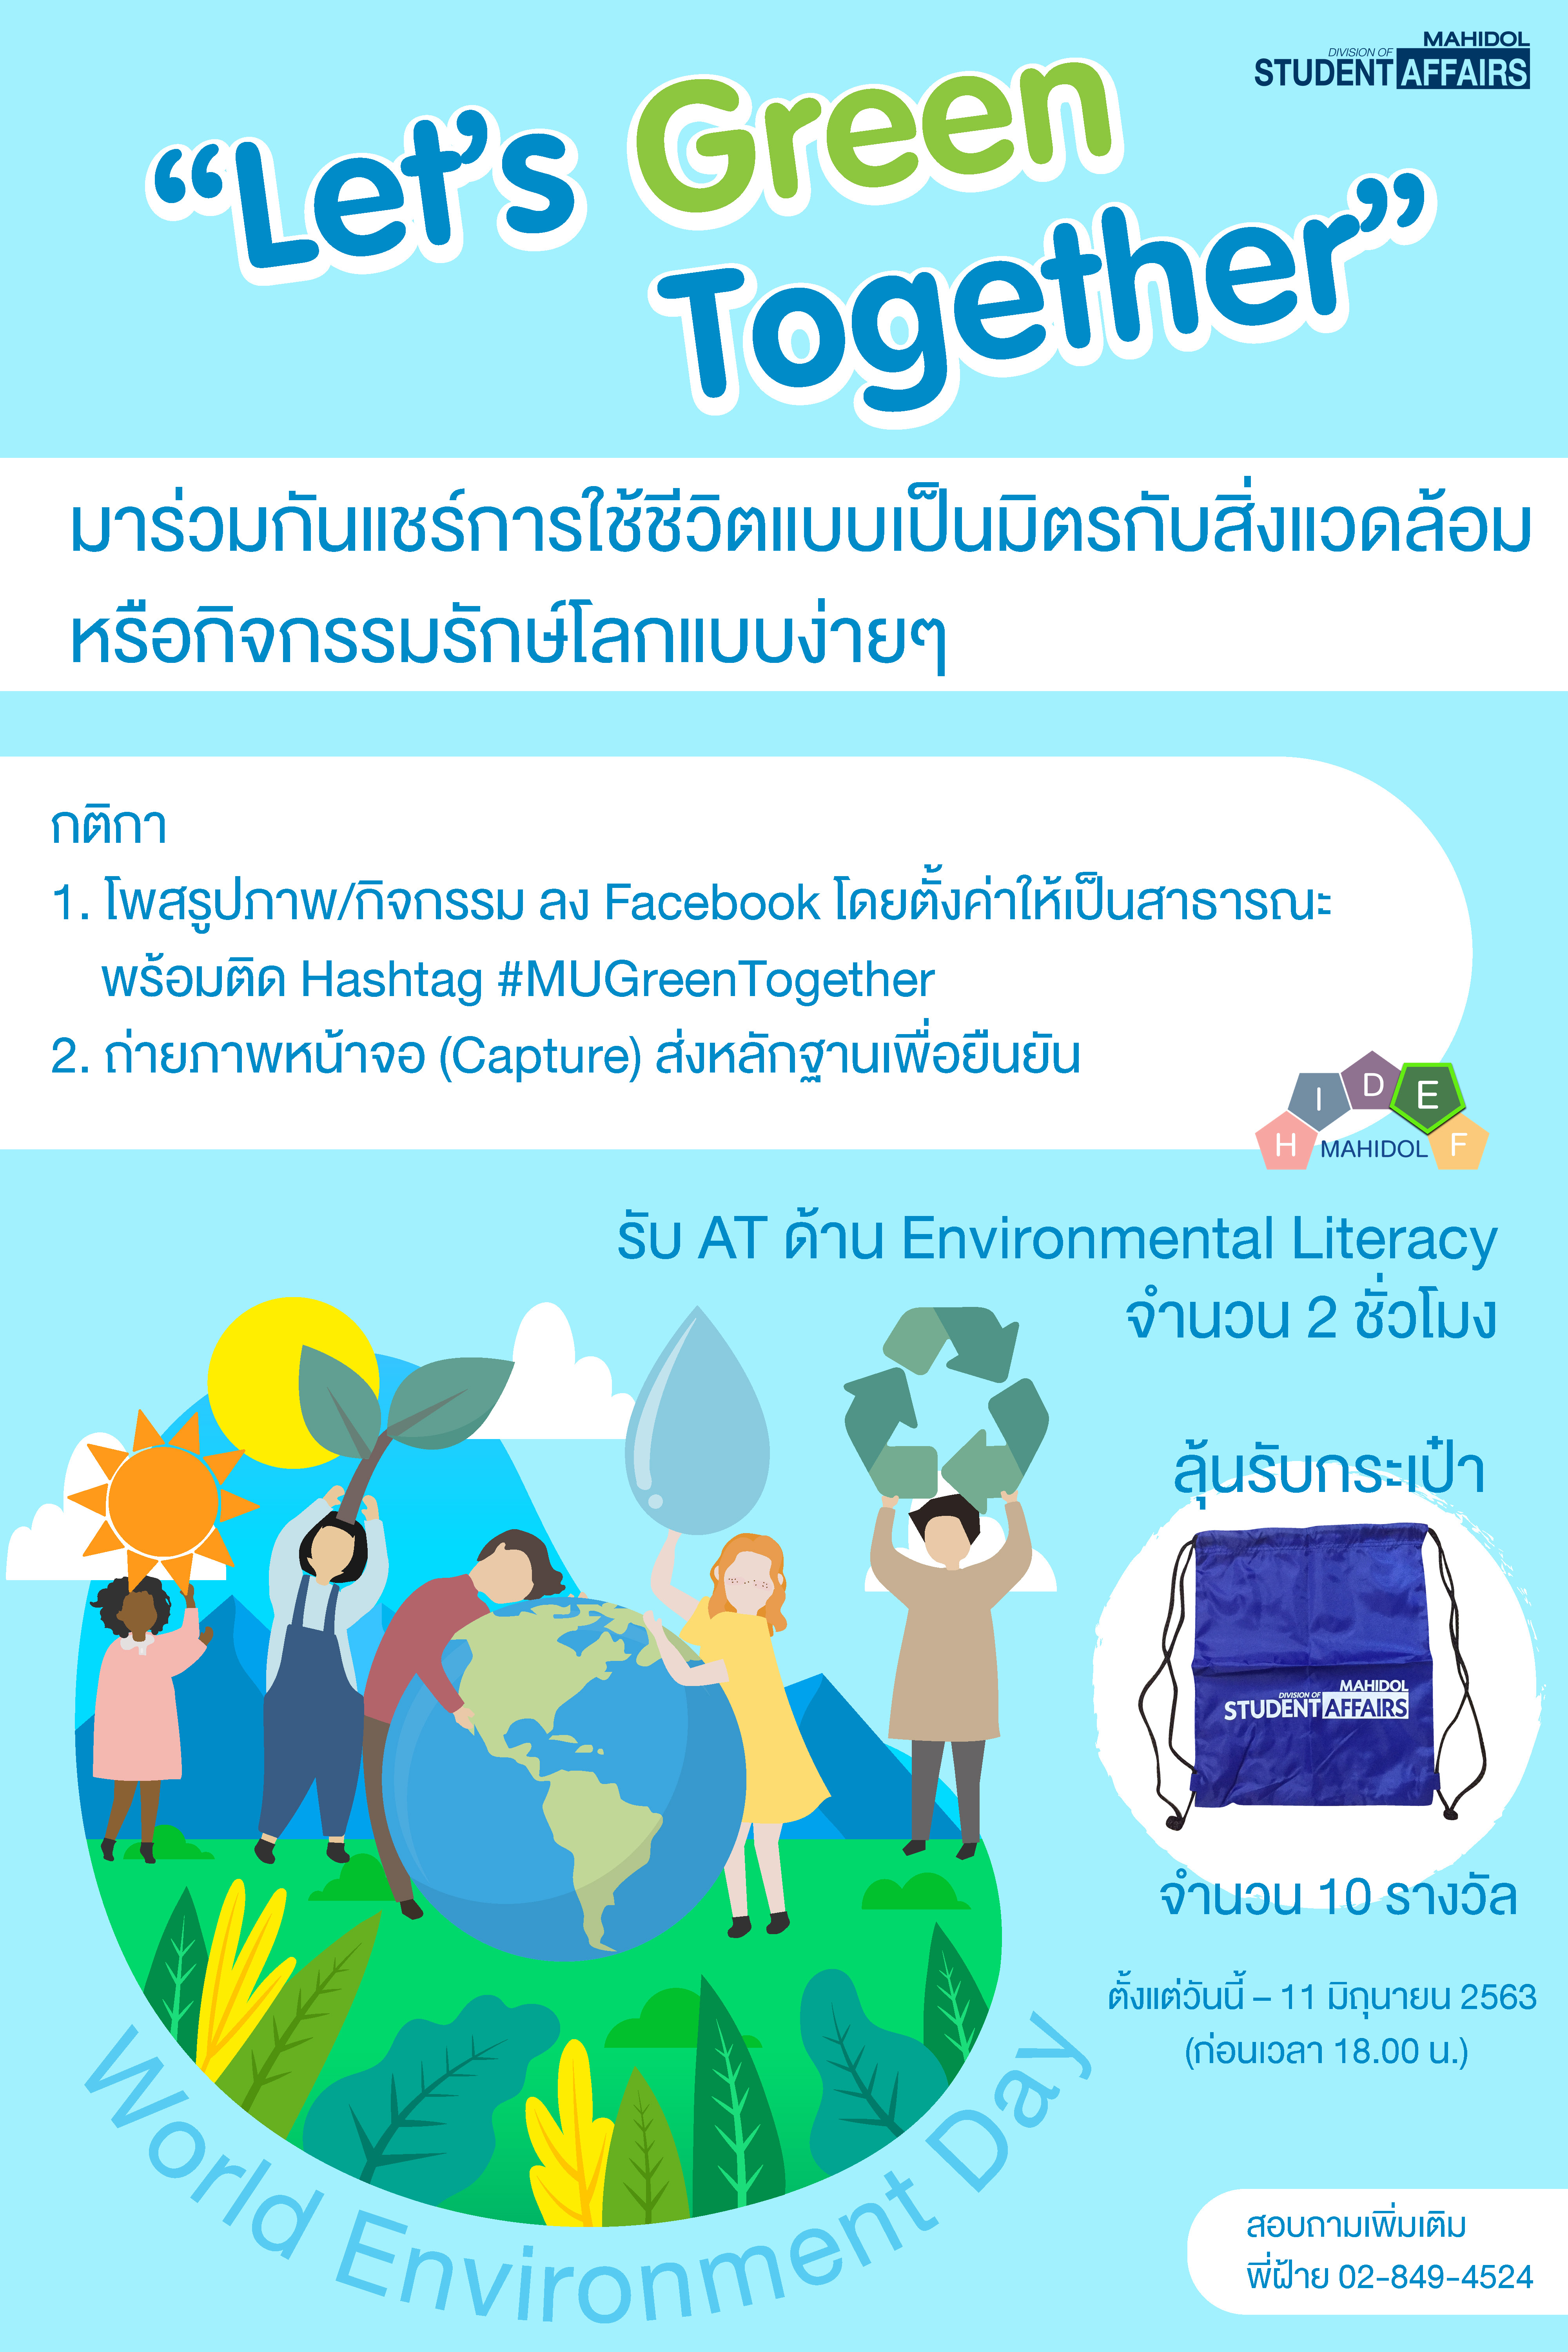 MAHIDOL
DIVISION OF
STUDENT AFFAIRS
“Let’s Green
Together”
มาร่วมกันแชร์การใช้ชีวิตแบบเป็นมิตรกับสิ่งแวดล้อม
หรือกิจกรรมรักษ์โลกแบบง่ายๆ
กติกา
1. โพสรูปภาพ/กิจกรรม ลง Facebook โดยตั้งค่าให้เป็นสาธารณะ
พร้อมติด Hashtag #MUGreenTogether
2. ถ่ายภาพหน้าจอ (Capture) ส่งหลักฐานเพื่อยืนยัน
H I D E F
MAHIDOL
รับ AT ด้าน Environmental Literacy
จำนวน 2 ชั่วโมง
ลุ้นรับกระเป๋า
MAHIDOL
DIVISION OF
STUDENT AFFAIRS
จำนวน 10 รางวัล
ตั้งแต่วันนี้ – 11 มิถุนายน 2563
(ก่อนเวลา 18.00 น.)
World Environment Day
สอบถามเพิ่มเติม
พี่ฝ้าย 02-849-4524